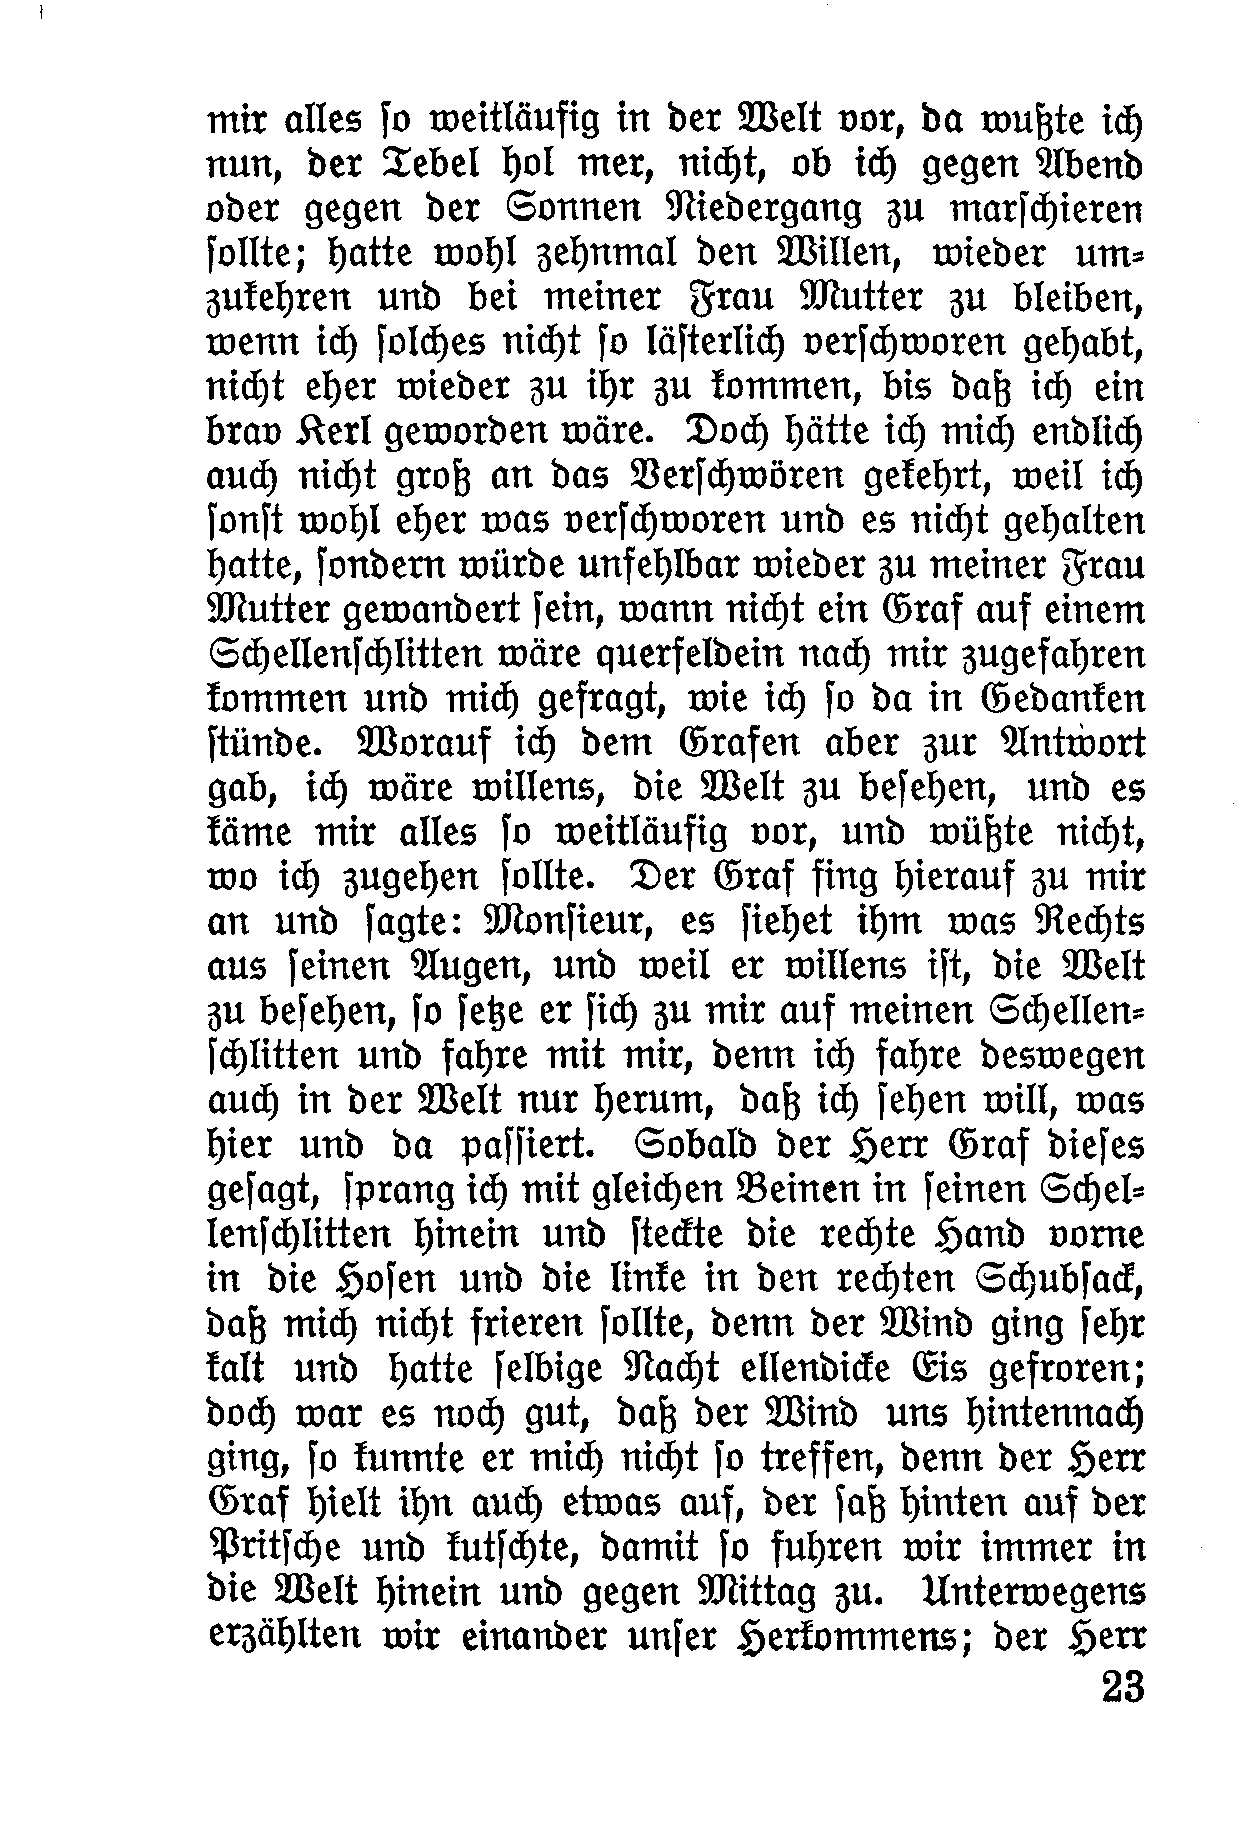 mir alles ſo weitläufig in der Welt vor, da wußte ich
nun, der Tebel hol mer, nicht, ob ich gegen Abend
oder gegen der Sonnen Niedergang zu marſchieren
ſollte; hatte wohl zehnmal den Willen, wieder um⸗
zukehren und bei meiner Frau Mutter zu bleiben,
wenn ich ſolches nicht ſo läſterlich verſchworen gehabt,
nicht eher wieder zu ihr zu kommen, bis daß ich ein
brav Kerl geworden wäre. Doch hätte ich mich endlich
auch nicht groß an das Verſchwören gekehrt, weil ich
ſonſt wohl eher was verſchworen und es nicht gehalten
hatte, ſondern würde unfehlbar wieder zu meiner Frau
Mutter gewandert ſein, wann nicht ein Graf auf einem
Schellenſchlitten wäre querfeldein nach mir zugefahren
kommen und mich gefragt, wie ich ſo da in Gedanken
ſtünde. Worauf ich dem Grafen aber zur Antwort
gab, ich wäre willens, die Welt zu beſehen, und es
käme mir alles ſo weitläufig vor, und wüßte nicht,
wo ich zugehen ſollte. Der Graf fing hierauf zu mir
an und ſagte: Monſieur, es ſiehet ihm was Rechts
aus ſeinen Augen, und weil er willens iſt, die Welt
zu beſehen, ſo ſetze er ſich zu mir auf meinen Schellen⸗
ſchlitten und fahre mit mir, denn ich fahre deswegen
auch in der Welt nur herum, daß ich ſehen will, was
hier und da paſſiert. Sobald der Herr Graf dieſes
geſagt, ſprang ich mit gleichen Beinen in ſeinen Schel⸗
lenſchlitten hinein und ſteckte die rechte Hand vorne
in die Hoſen und die linke in den rechten Schubſack,
daß mich nicht frieren ſollte, denn der Wind ging ſehr
kalt und hatte ſelbige Nacht ellendicke Eis gefroren;
doch war es noch gut, daß der Wind uns hintennach
ging, ſo kunnte er mich nicht ſo treffen, denn der Herr
Graf hielt ihn auch etwas auf, der ſaß hinten auf der
Pritſche und kutſchte, damit ſo fuhren wir immer in
die Welt hinein und gegen Mittag zu. Unterwegens
erzählten wir einander unſer Herkommens; der Herr
23